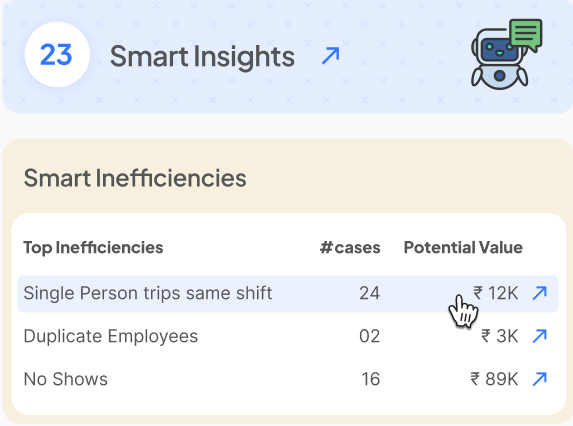 23 Smart Insights
Smart Inefficiencies
Top Inefficiencies #cases Potential Value
Single Person trips same shift 24 ₹ 12K
Duplicate Employees 02 ₹ 3K
No Shows 16 ₹ 89K